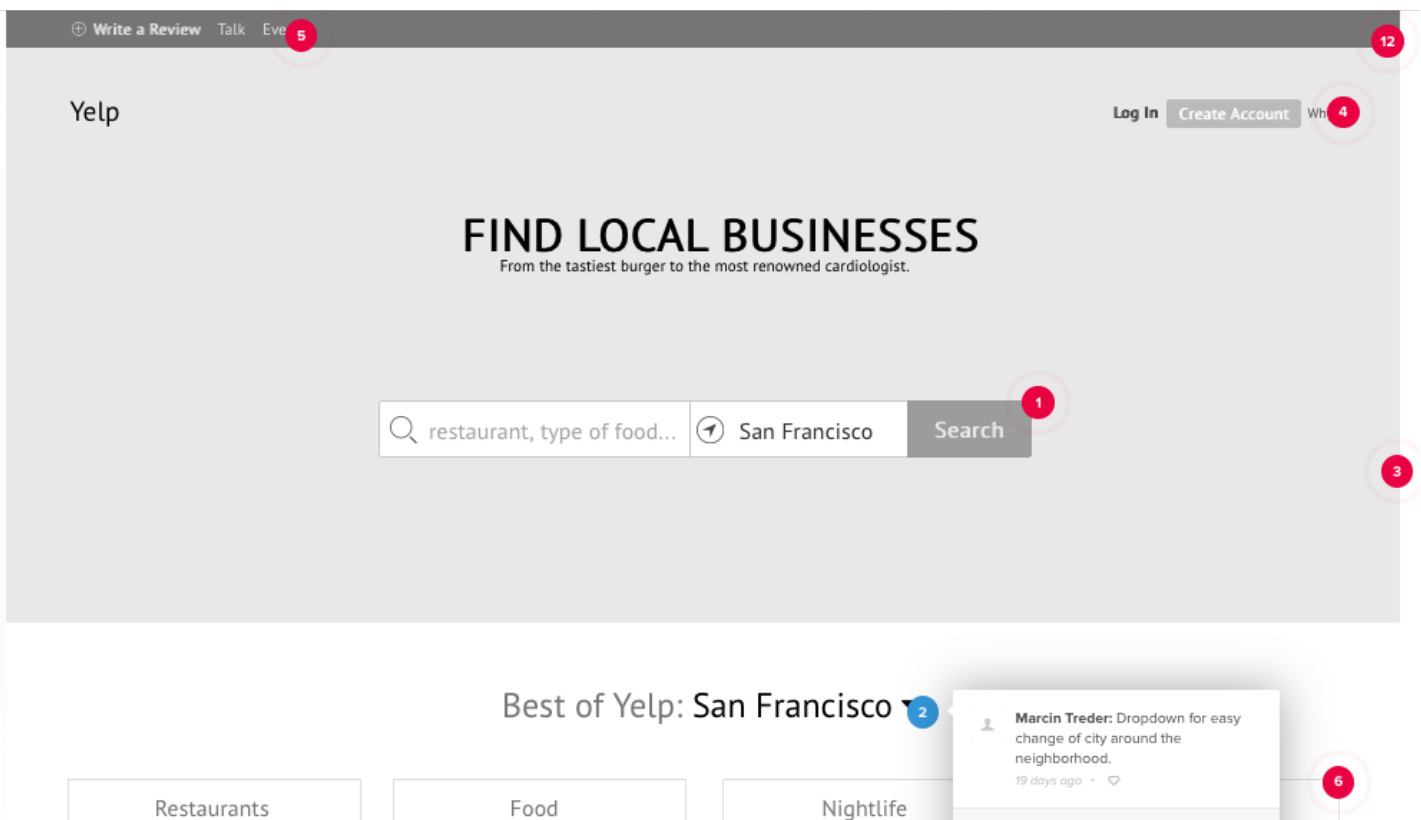 Write a Review Talk Eve 5
12
Yelp
Log In Create Account Wh 4
FIND LOCAL BUSINESSES
From the tastiest burger to the most renowned cardiologist.
1
restaurant, type of food... San Francisco Search
3
Best of Yelp: San Francisco 2
Marcin Treder: Dropdown for easy
change of city around the
neighborhood.
19 days ago •
6
Restaurants Food Nightlife